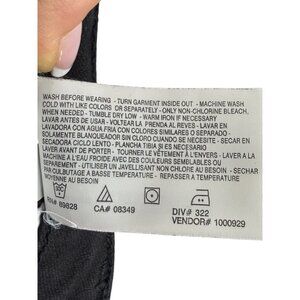 WASH BEFORE WEARING - TURN GARMENT INSIDE OUT - MACHINE WASH
COLD WITH LIKE COLORS OR SEPARATELY - ONLY NON-CHLORINE BLEACH,
WHEN NEEDED - TUMBLE DRY LOW - WARM IRON IF NECESSARY
LAVAR ANTES DE USAR - VOLTEAR LA PRENDA AL REVES - LAVAR EN
LAVADORA CON AGUA FRIA CON COLORES SIMILARES O SEPARADO -
SOLAMENTE USAR BLANQUEADOR SIN CLORO, CUANDO SEA NECESARIO -
SECADORA CICLO LENTO - PLANCHA TIBIA SI ES NECESARIO
LAVER AVANT DE PORTER - TOURNER LE VÊTEMENT À L'ENVERS - LAVER À LA
MACHINE À L'EAU FROIDE AVEC DES COULEURS SEMBLABLES OU
SÉPARÉMENT - UTILISER UN JAVELLISANT NON CHLORÉ AU BESOIN - SÉCHER
PAR CULBUTAGE À BASSE TEMPÉRATURE - REPASSER À TEMPÉRATURE
MOYENNE AU BESOIN
RN# 89828
CA# 08349
DIV# 322
VENDOR# 1000929